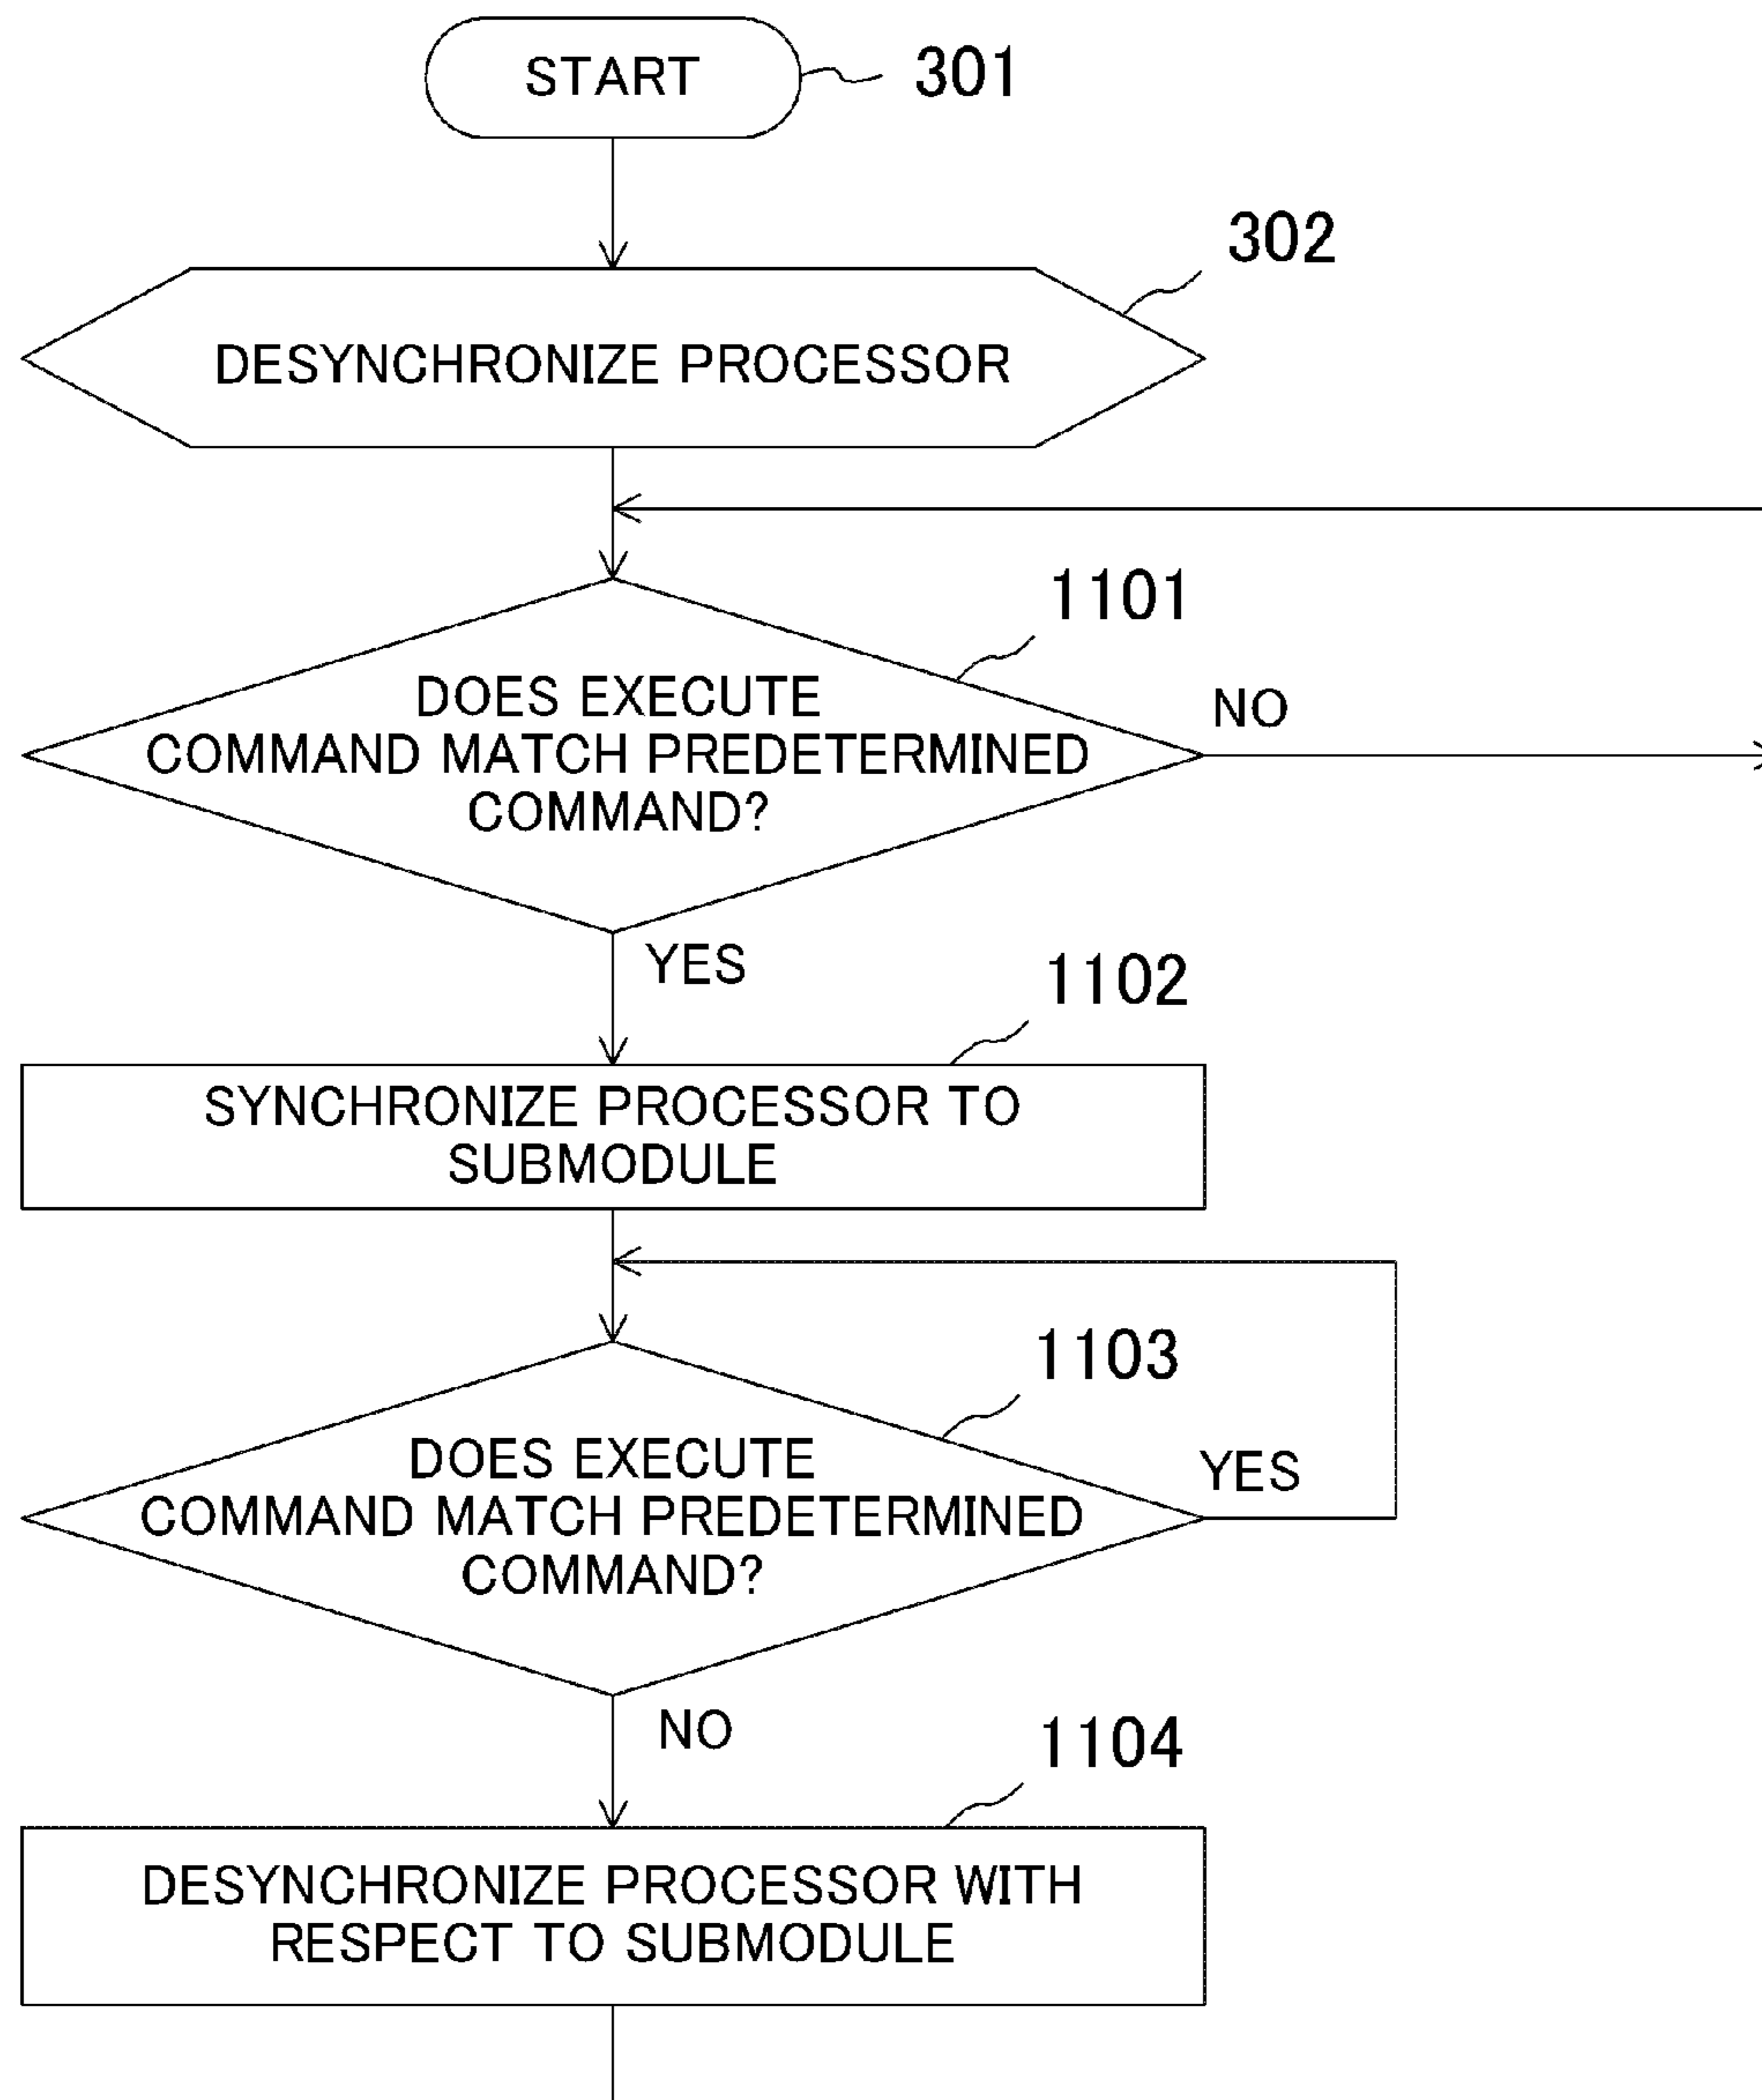 START
301
302
DESYNCHRONIZE PROCESSOR
1101
DOES EXECUTE
COMMAND MATCH PREDETERMINED
COMMAND?
NO
YES
1102
SYNCHRONIZE PROCESSOR TO
SUBMODULE
1103
DOES EXECUTE
COMMAND MATCH PREDETERMINED
COMMAND?
YES
NO
1104
DESYNCHRONIZE PROCESSOR WITH
RESPECT TO SUBMODULE